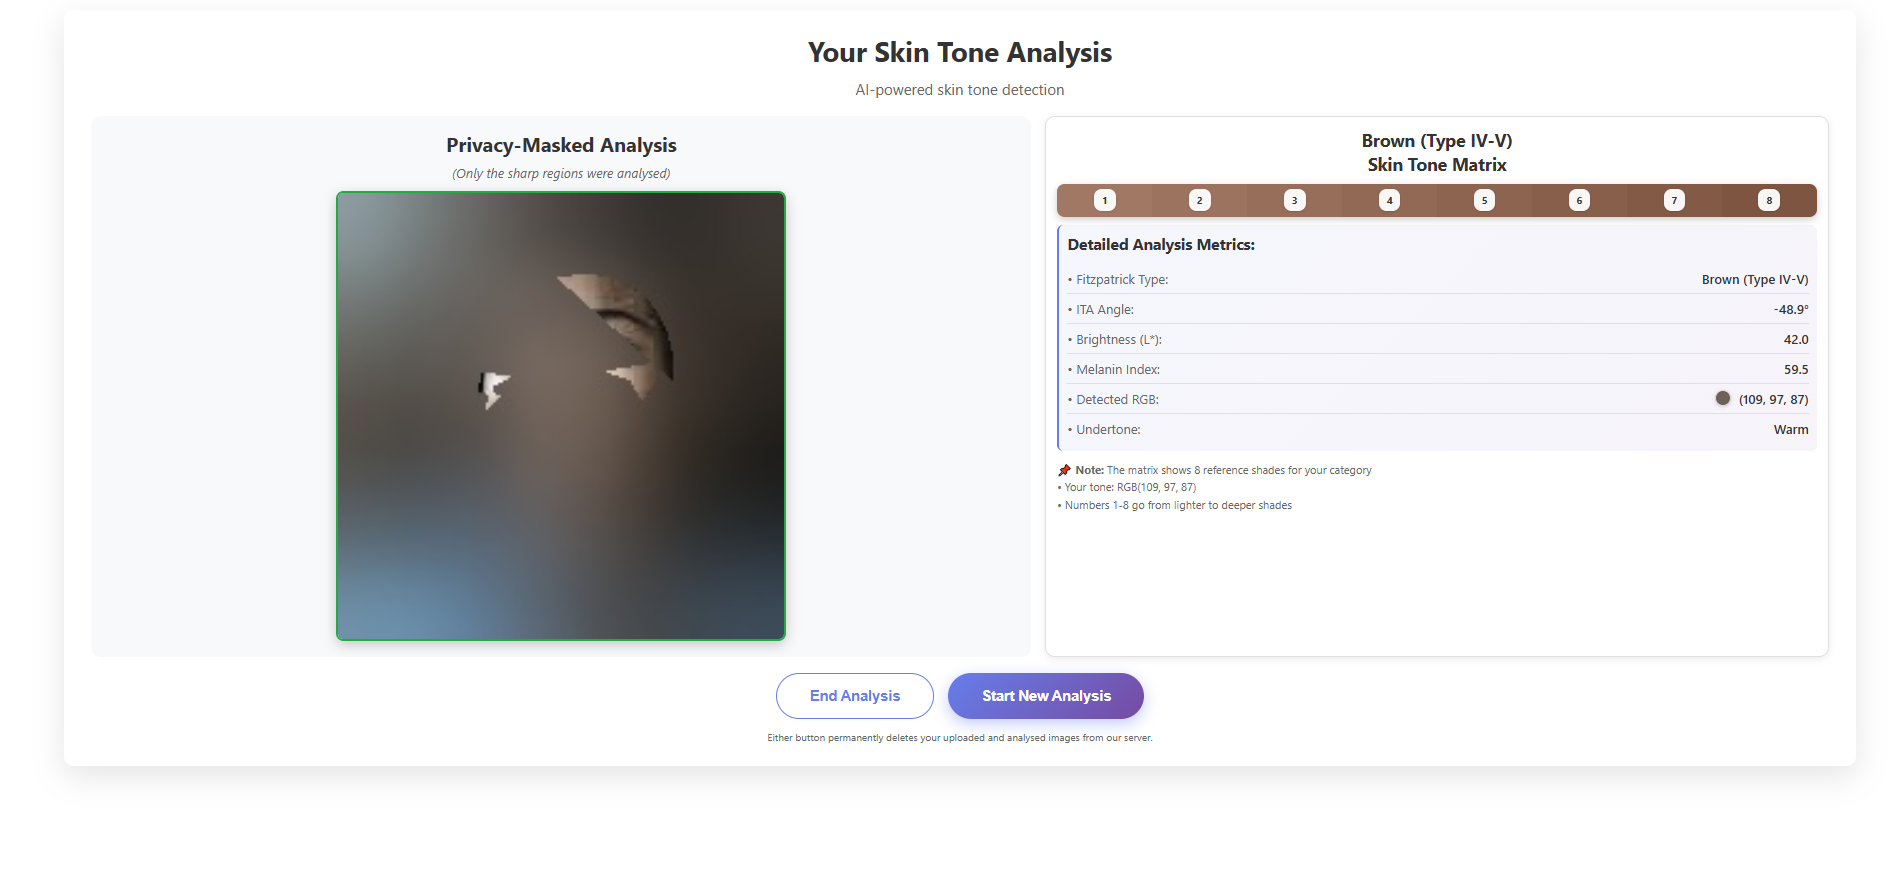 Your Skin Tone Analysis
AI-powered skin tone detection
Privacy-Masked Analysis
(Only the sharp regions were analysed)
Brown (Type IV-V)
Skin Tone Matrix
1 2 3 4 5 6 7 8
Detailed Analysis Metrics:
• Fitzpatrick Type: Brown (Type IV-V)
• ITA Angle: -48.9°
• Brightness (L*): 42.0
• Melanin Index: 59.5
• Detected RGB: (109, 97, 87)
• Undertone: Warm
📌 Note: The matrix shows 8 reference shades for your category
• Your tone: RGB(109, 97, 87)
• Numbers 1-8 go from lighter to deeper shades
End Analysis
Start New Analysis
Either button permanently deletes your uploaded and analysed images from our server.